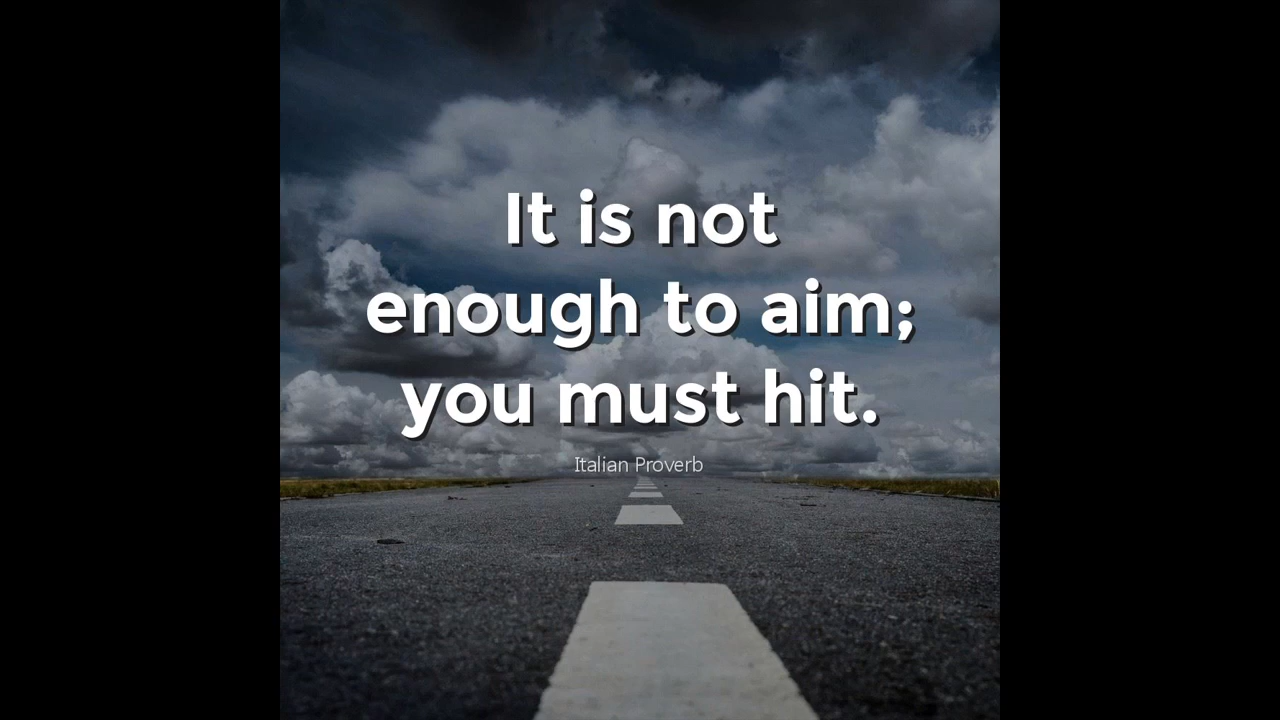 It is not
enough to aim;
you must hit.
Italian Proverb